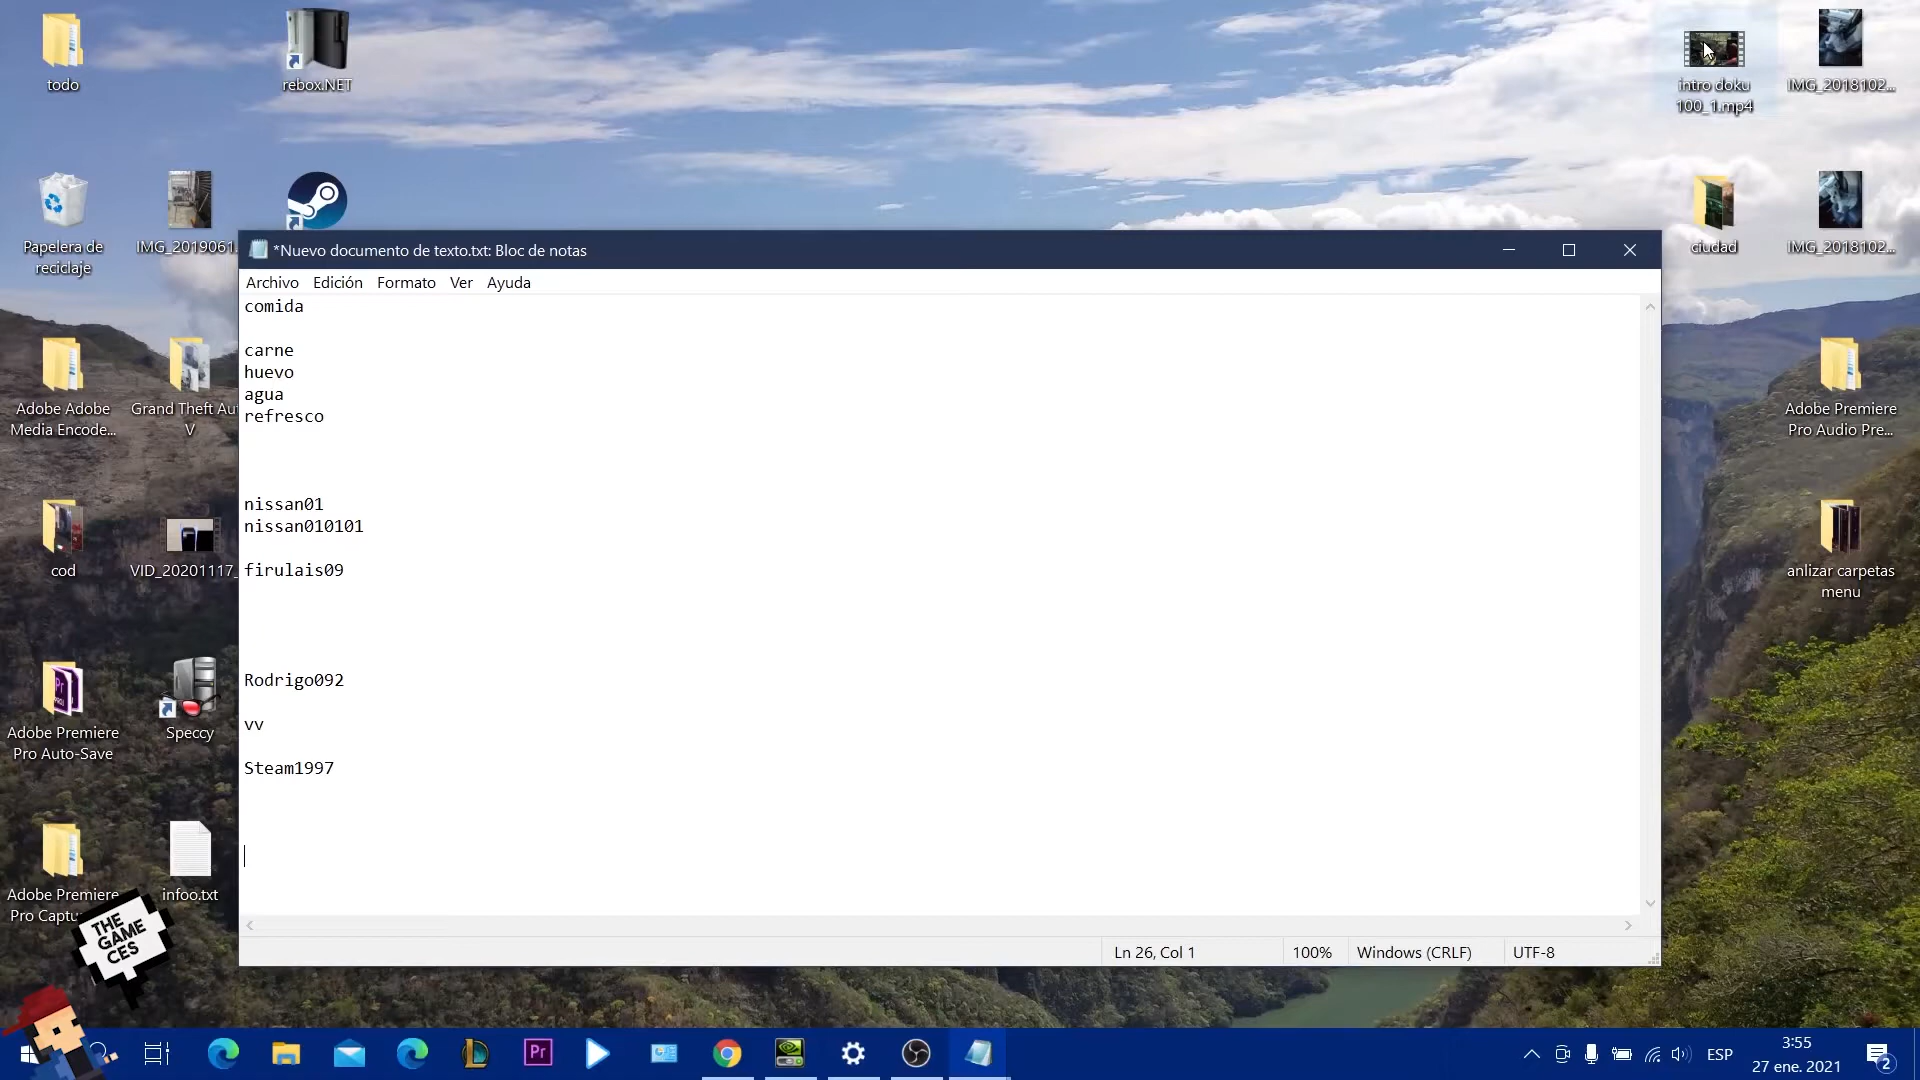 todo
rebox.NET
intro doku
100_1.mp4
IMG_2018102...
Papelera de
reciclaje
IMG_2019061.
ciudad
IMG_2018102...
*Nuevo documento de texto.txt: Bloc de notas
Archivo Edición Formato Ver Ayuda
comida
carne
huevo
agua
refresco
nissan01
nissan010101
firulais09
Rodrigo092
vv
Steam1997
Ln 26, Col 1
100%
Windows (CRLF)
UTF-8
Adobe Adobe
Media Encode...
Grand Theft Au
V
Adobe Premiere
Pro Audio Pre...
cod
VID_20201117_
anlizar carpetas
menu
Adobe Premiere
Pro Auto-Save
Speccy
Adobe Premiere
Pro Captu
infoo.txt
THE
GAME
CES
Pr
ESP
3:55
27 ene. 2021
2